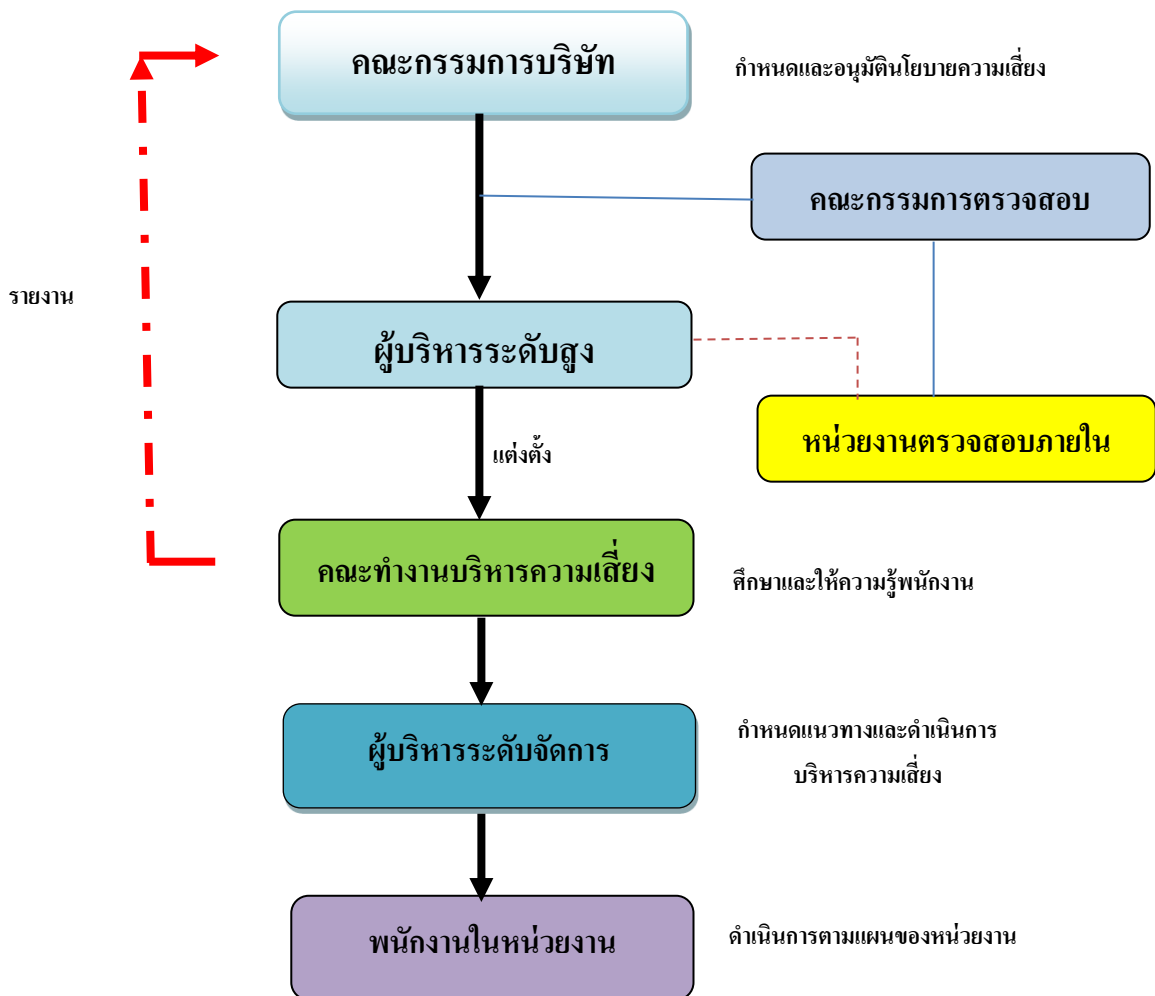 คณะกรรมการบริษัท
กำหนดและอนุมัตินโยบายความเสี่ยง
คณะกรรมการตรวจสอบ
รายงาน
ผู้บริหารระดับสูง
หน่วยงานตรวจสอบภายใน
แต่งตั้ง
คณะทำงานบริหารความเสี่ยง
ศึกษาและให้ความรู้พนักงาน
ผู้บริหารระดับจัดการ
กำหนดแนวทางและดำเนินการ
บริหารความเสี่ยง
พนักงานในหน่วยงาน
ดำเนินการตามแผนของหน่วยงาน